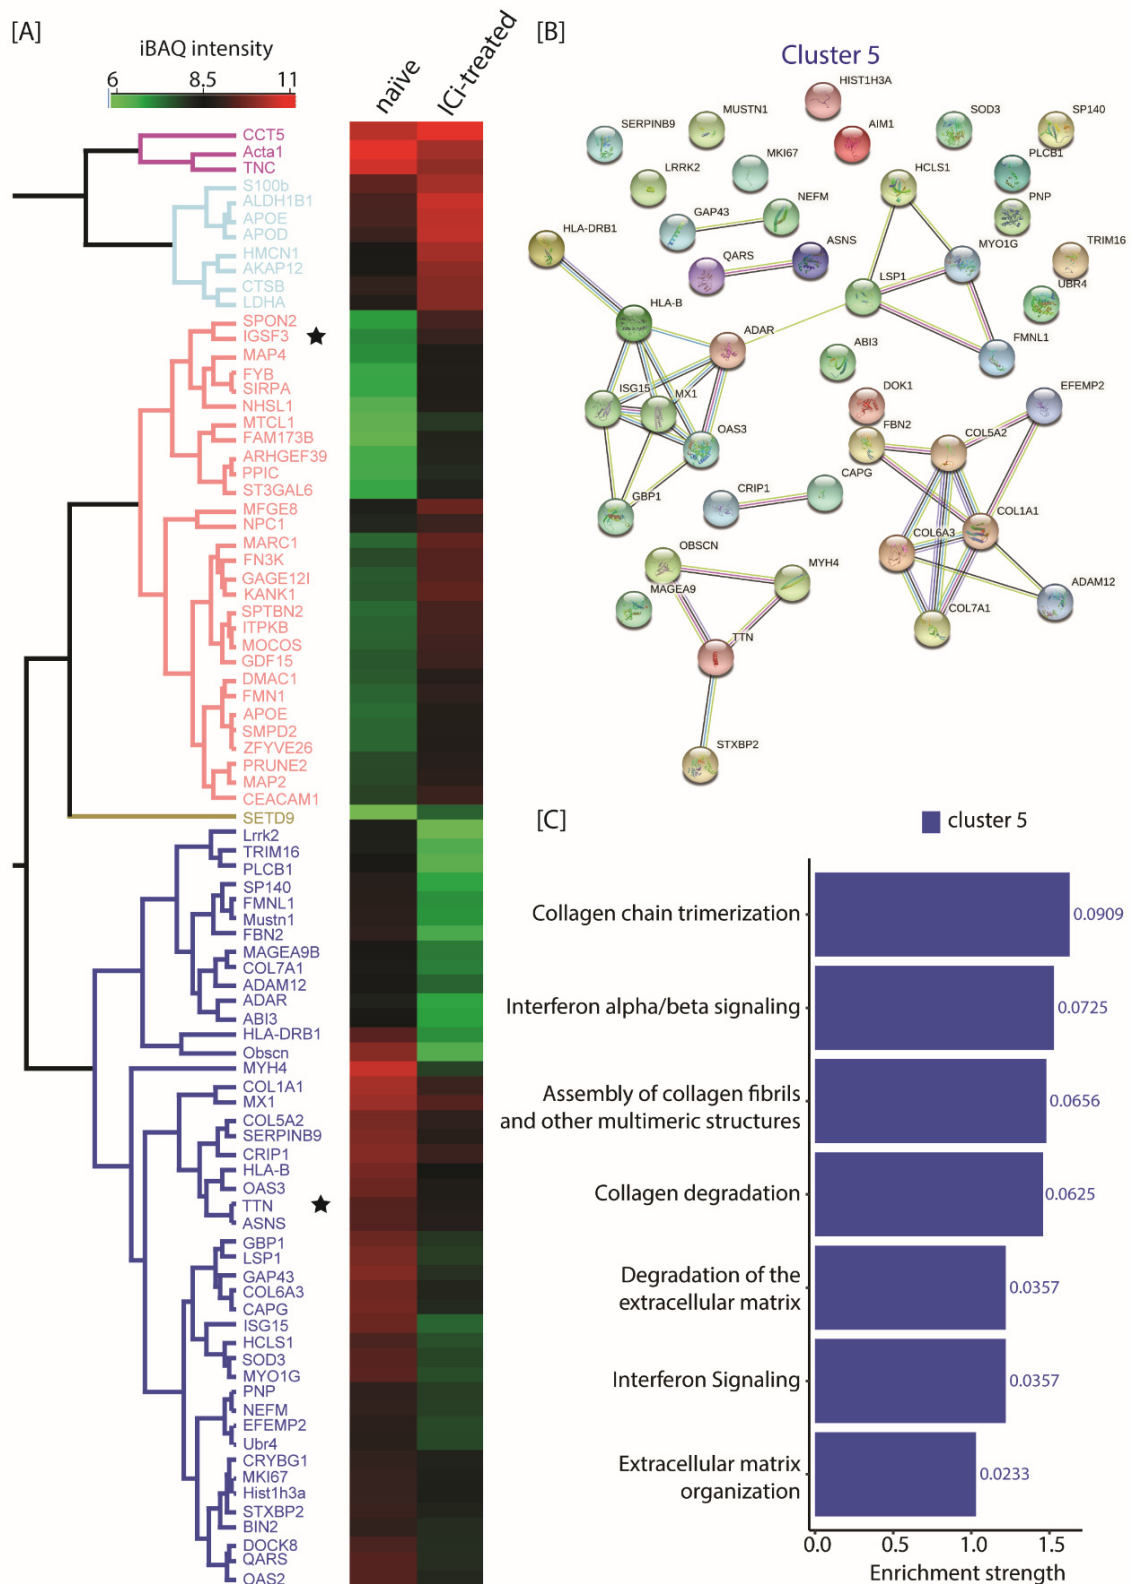 [A]
iBAQ intensity
6 8.5 11
naïve
ICi-treated
CCT5
Acta1
TNC
S100b
ALDH1B1
APOE
APOD
HMCN1
AKAP12
CTSB
LDHA
SPON2
IGSF3
MAP4
FYB
SIRPA
NHSL1
MTCL1
FAM173B
ARHGEF39
PPIC
ST3GAL6
MFGE8
NPC1
MARC1
FN3K
GAGE12I
KANK1
SPTBN2
ITPKB
MOCOS
GDF15
DMAC1
FMN1
APOE
SMPD2
ZFYVE26
PRUNE2
MAP2
CEACAM1
SETD9
Lrrk2
TRIM16
PLCB1
SP140
FMNL1
Mustn1
FBN2
MAGEA9B
COL7A1
ADAM12
ADAR
ABI3
HLA-DRB1
Obscn
MYH4
COL1A1
MX1
COL5A2
SERPINB9
CRIP1
HLA-B
OAS3
TTN
ASNS
GBP1
LSP1
GAP43
COL6A3
CAPG
ISG15
HCLS1
SOD3
MYO1G
PNP
NEFM
EFEMP2
Ubr4
CRYBG1
MKI67
Hist1h3a
STXBP2
BIN2
DOCK8
QARS
OAS2
[B]
Cluster 5
HIST1H3A
MUSTN1
SERPINB9
AIM1
SOD3
SP140
MKI67
PLCB1
LRRK2
HCLS1
GAP43
NEFM
PNP
HLA-DRB1
MYO1G
TRIM16
QARS
ASNS
LSP1
UBR4
HLA-B
ADAR
FMNL1
ABI3
ISG15
MX1
DOK1
EFEMP2
OAS3
FBN2
COL5A2
CAPG
GBP1
CRIP1
COL1A1
COL6A3
OBSCN
MYH4
MAGEA9
ADAM12
COL7A1
TTN
STXBP2
[C]
cluster 5
Collagen chain trimerization
0.0909
Interferon alpha/beta signaling
0.0725
Assembly of collagen fibrils
and other multimeric structures
0.0656
Collagen degradation
0.0625
Degradation of the
extracellular matrix
0.0357
Interferon Signaling
0.0357
Extracellular matrix
organization
0.0233
0.0 0.5 1.0 1.5
Enrichment strength